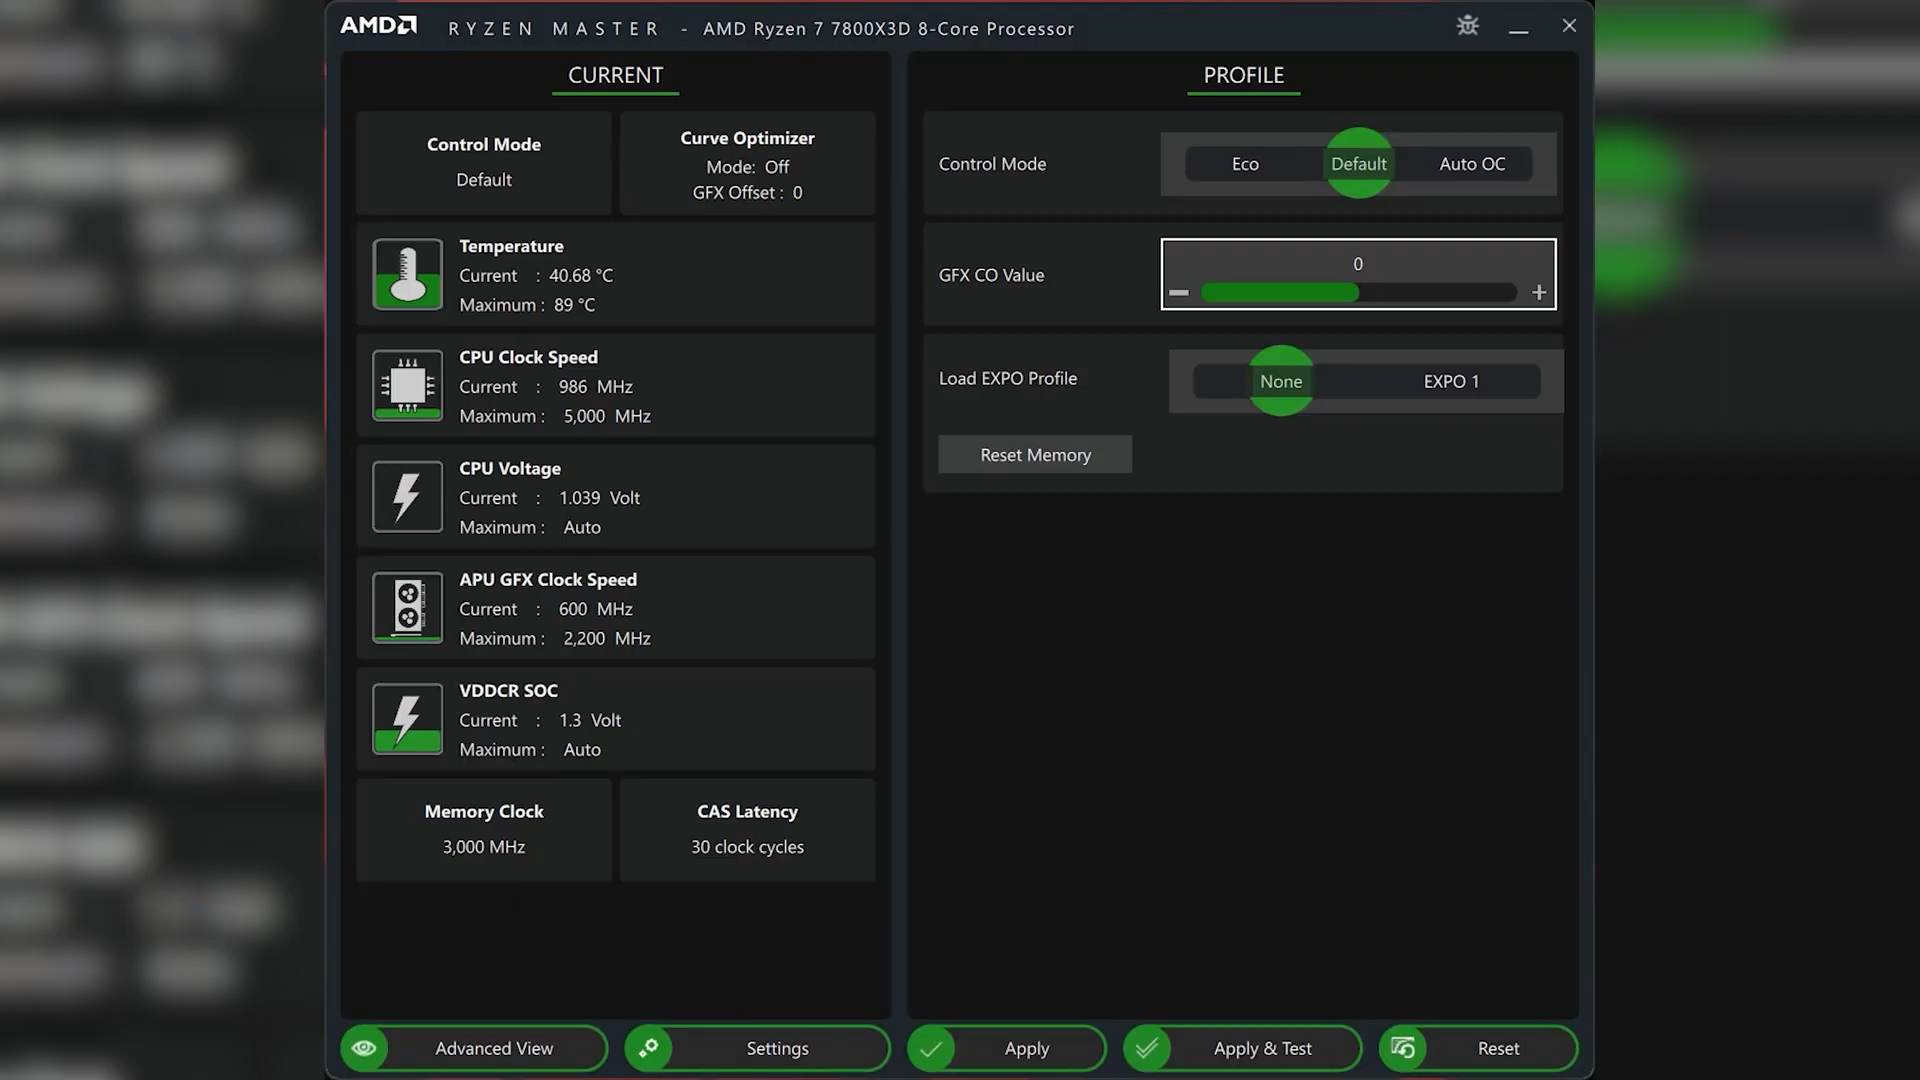 AMD RYZEN MASTER - AMD Ryzen 7 7800X3D 8-Core Processor
CURRENT
Control Mode
Default
Curve Optimizer
Mode: Off
GFX Offset : 0
Temperature
Current : 40.68 °C
Maximum : 89 °C
CPU Clock Speed
Current : 986 MHz
Maximum : 5,000 MHz
CPU Voltage
Current : 1.039 Volt
Maximum : Auto
APU GFX Clock Speed
Current : 600 MHz
Maximum : 2,200 MHz
VDDCR SOC
Current : 1.3 Volt
Maximum : Auto
Memory Clock
3,000 MHz
CAS Latency
30 clock cycles
PROFILE
Control Mode
Eco Default Auto OC
GFX CO Value
0
Load EXPO Profile
None EXPO 1
Reset Memory
Advanced View Settings Apply Apply & Test Reset